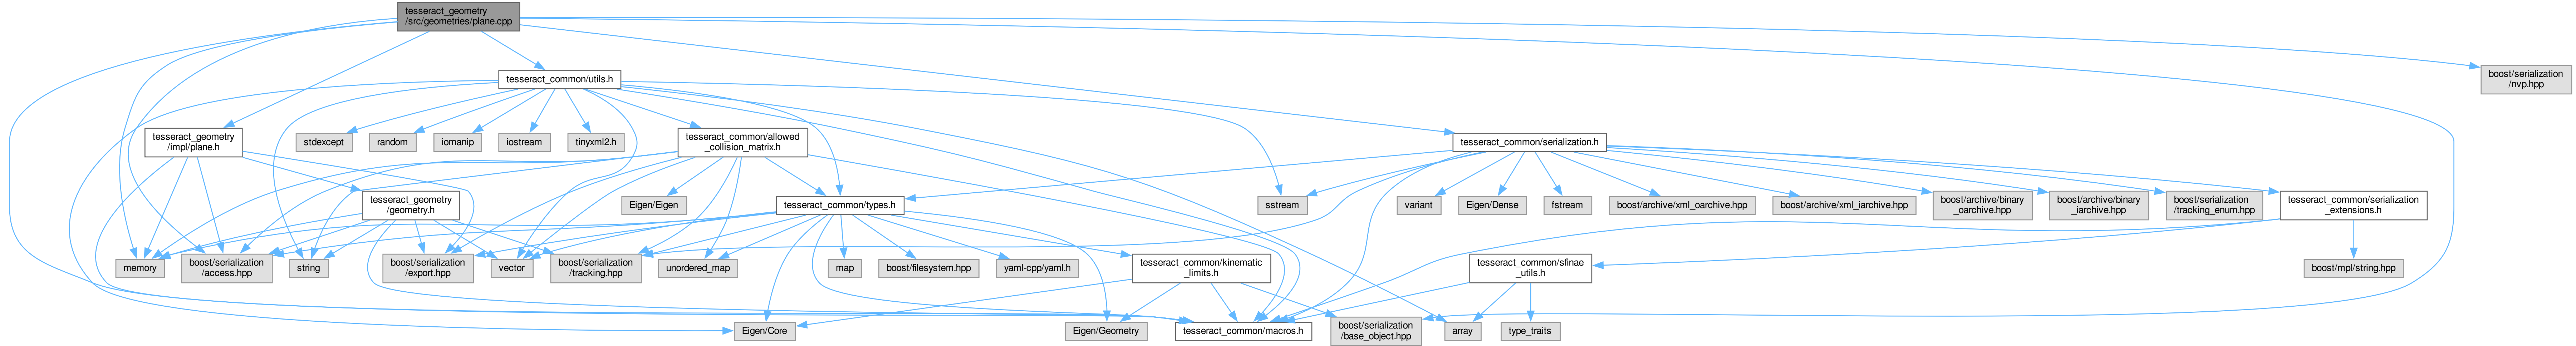 tesseract_geometry
/src/geometries/plane.cpp
tesseract_common/utils.h
boost/serialization
/nvp.hpp
tesseract_geometry
/impl/plane.h
stdexcept
random
iomanip
iostream
tinyxml2.h
tesseract_common/allowed
_collision_matrix.h
tesseract_common/serialization.h
tesseract_geometry
/geometry.h
Eigen/Eigen
tesseract_common/types.h
sstream
variant
Eigen/Dense
fstream
boost/archive/xml_oarchive.hpp
boost/archive/xml_iarchive.hpp
boost/archive/binary
_oarchive.hpp
boost/archive/binary
_iarchive.hpp
boost/serialization
/tracking_enum.hpp
tesseract_common/serialization
_extensions.h
memory
boost/serialization
/access.hpp
string
boost/serialization
/export.hpp
vector
boost/serialization
/tracking.hpp
unordered_map
map
boost/filesystem.hpp
yaml-cpp/yaml.h
tesseract_common/kinematic
_limits.h
tesseract_common/sfinae
_utils.h
boost/mpl/string.hpp
Eigen/Core
Eigen/Geometry
tesseract_common/macros.h
boost/serialization
/base_object.hpp
array
type_traits